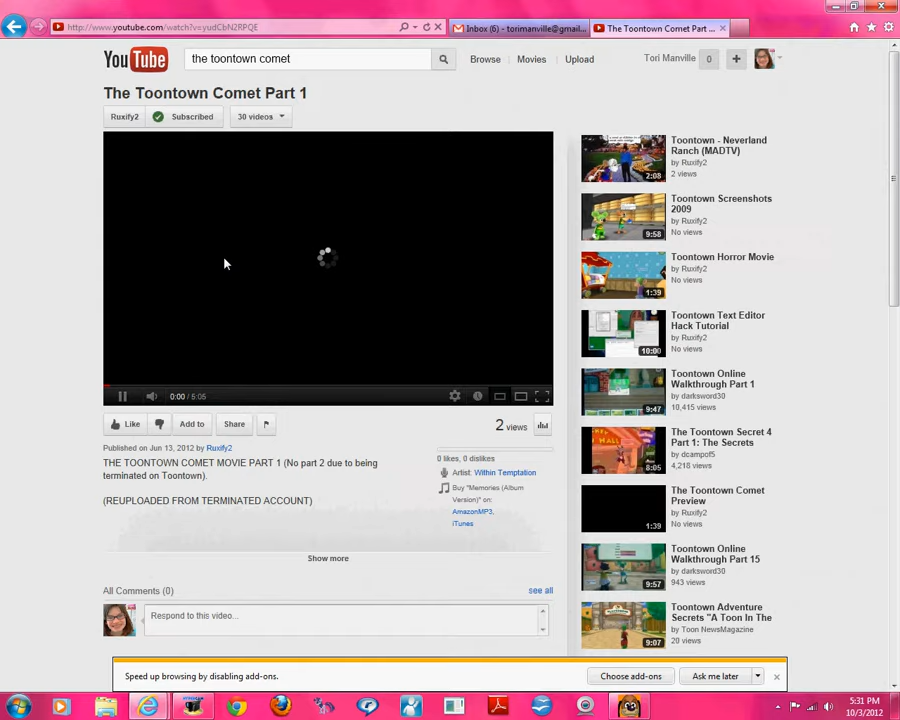 http://www.youtube.com/watch?v=yudCbN2RPQE
Inbox (6) - torimanville@gmail...
The Toontown Comet Part ...
YouTube
the toontown comet
Browse
Movies
Upload
Tori Manville
0
The Toontown Comet Part 1
Ruxify2
Subscribed
30 videos
0:00 / 5:05
Like
Add to
Share
2 views
Published on Jun 13, 2012 by Ruxify2
THE TOONTOWN COMET MOVIE PART 1 (No part 2 due to being
terminated on Toontown).
(REUPLOADED FROM TERMINATED ACCOUNT)
0 likes, 0 dislikes
Artist: Within Temptation
Buy "Memories (Album
Version)" on:
AmazonMP3,
iTunes
Show more
All Comments (0)
see all
Respond to this video...
2:08
Toontown - Neverland
Ranch (MADTV)
by Ruxify2
2 views
9:58
Toontown Screenshots
2009
by Ruxify2
No views
1:39
Toontown Horror Movie
by Ruxify2
No views
10:00
Toontown Text Editor
Hack Tutorial
by Ruxify2
No views
9:47
Toontown Online
Walkthrough Part 1
by darksword30
10,415 views
8:05
The Toontown Secret 4
Part 1: The Secrets
by dcampof5
4,218 views
1:39
The Toontown Comet
Preview
by Ruxify2
No views
9:57
Toontown Online
Walkthrough Part 15
by darksword30
943 views
9:07
Toontown Adventure
Secrets "A Toon In The
by Toon NewsMagazine
20 views
Speed up browsing by disabling add-ons.
Choose add-ons
Ask me later
5:31 PM
10/3/2012